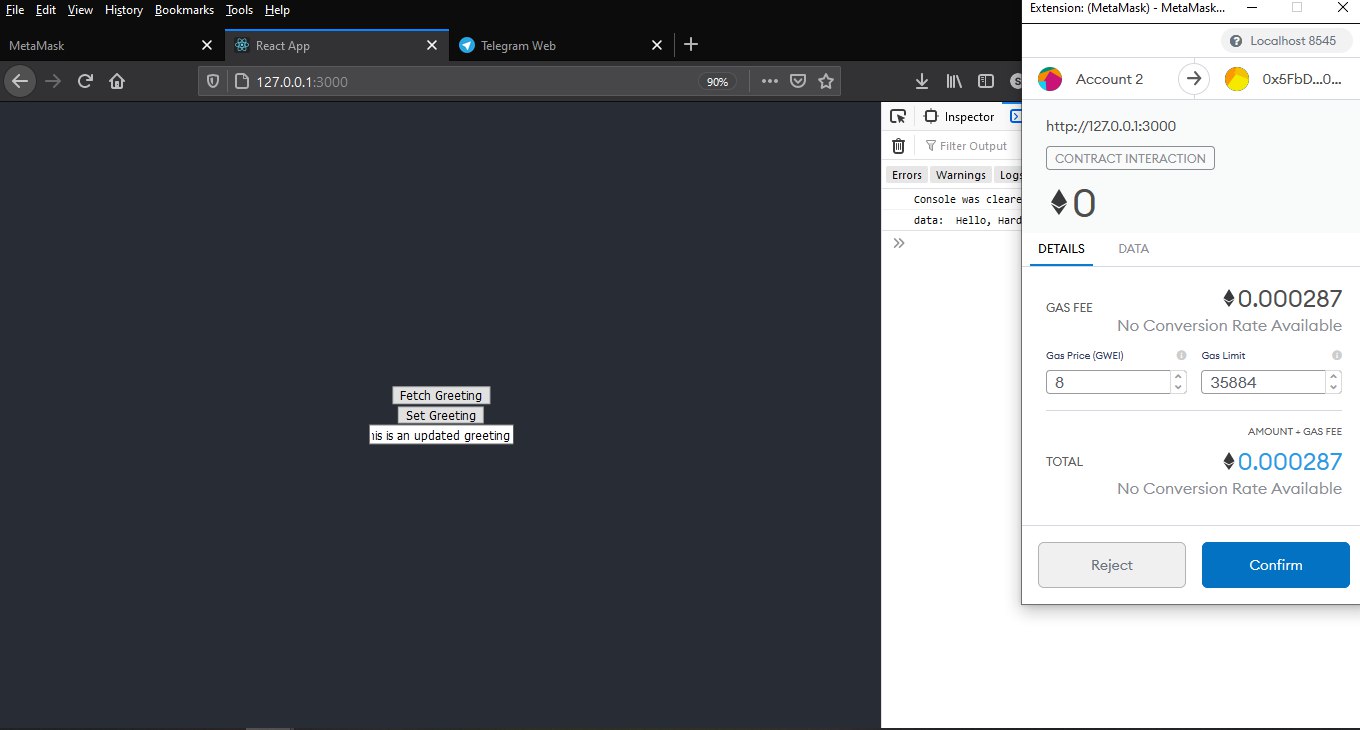 File Edit View History Bookmarks Tools Help
MetaMask
React App
Telegram Web
127.0.0.1:3000
90%
Fetch Greeting
Set Greeting
his is an updated greeting
Inspector
Filter Output
Errors Warnings Logs
Console was cleare
data: Hello, Hard
Extension: (MetaMask) - MetaMask...
Localhost 8545
Account 2
0x5FbD...0...
http://127.0.0.1:3000
CONTRACT INTERACTION
0
DETAILS DATA
GAS FEE
0.000287
No Conversion Rate Available
Gas Price (GWEI)
Gas Limit
8
35884
AMOUNT + GAS FEE
TOTAL
0.000287
No Conversion Rate Available
Reject
Confirm